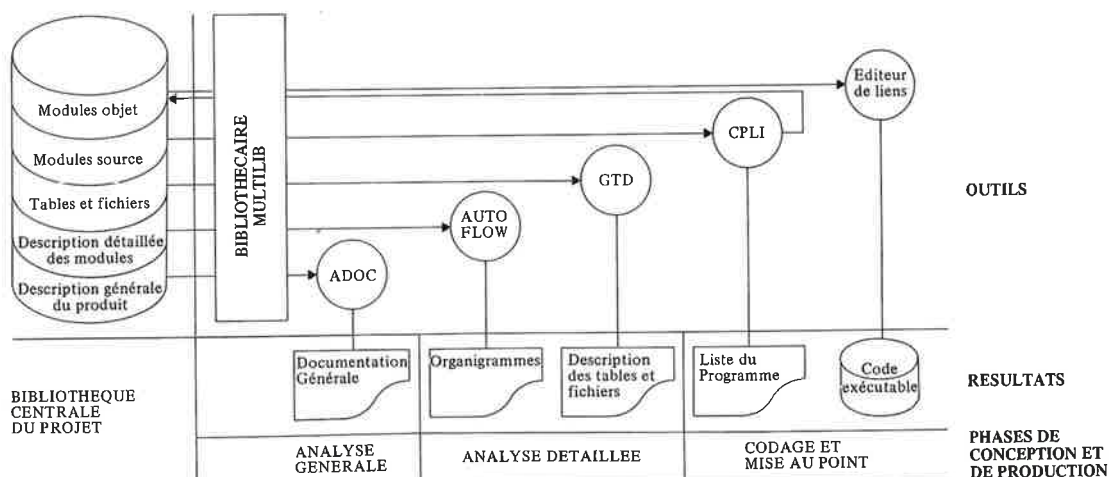 Modules objet
Modules source
Tables et fichiers
Description détaillée
des modules
Description générale
du produit
BIBLIOTHECAIRE
MULTILIB
Editeur
de liens
CPLI
GTD
AUTO
FLOW
ADOC
OUTILS
Documentation
Générale
Organigrammes
Description
des tables et
fichiers
Liste du
Programme
Code
exécutable
RESULTATS
BIBLIOTHEQUE
CENTRALE
DU PROJET
ANALYSE
GENERALE
ANALYSE DETAILLEE
CODAGE ET
MISE AU POINT
PHASES DE
CONCEPTION ET
DE PRODUCTION